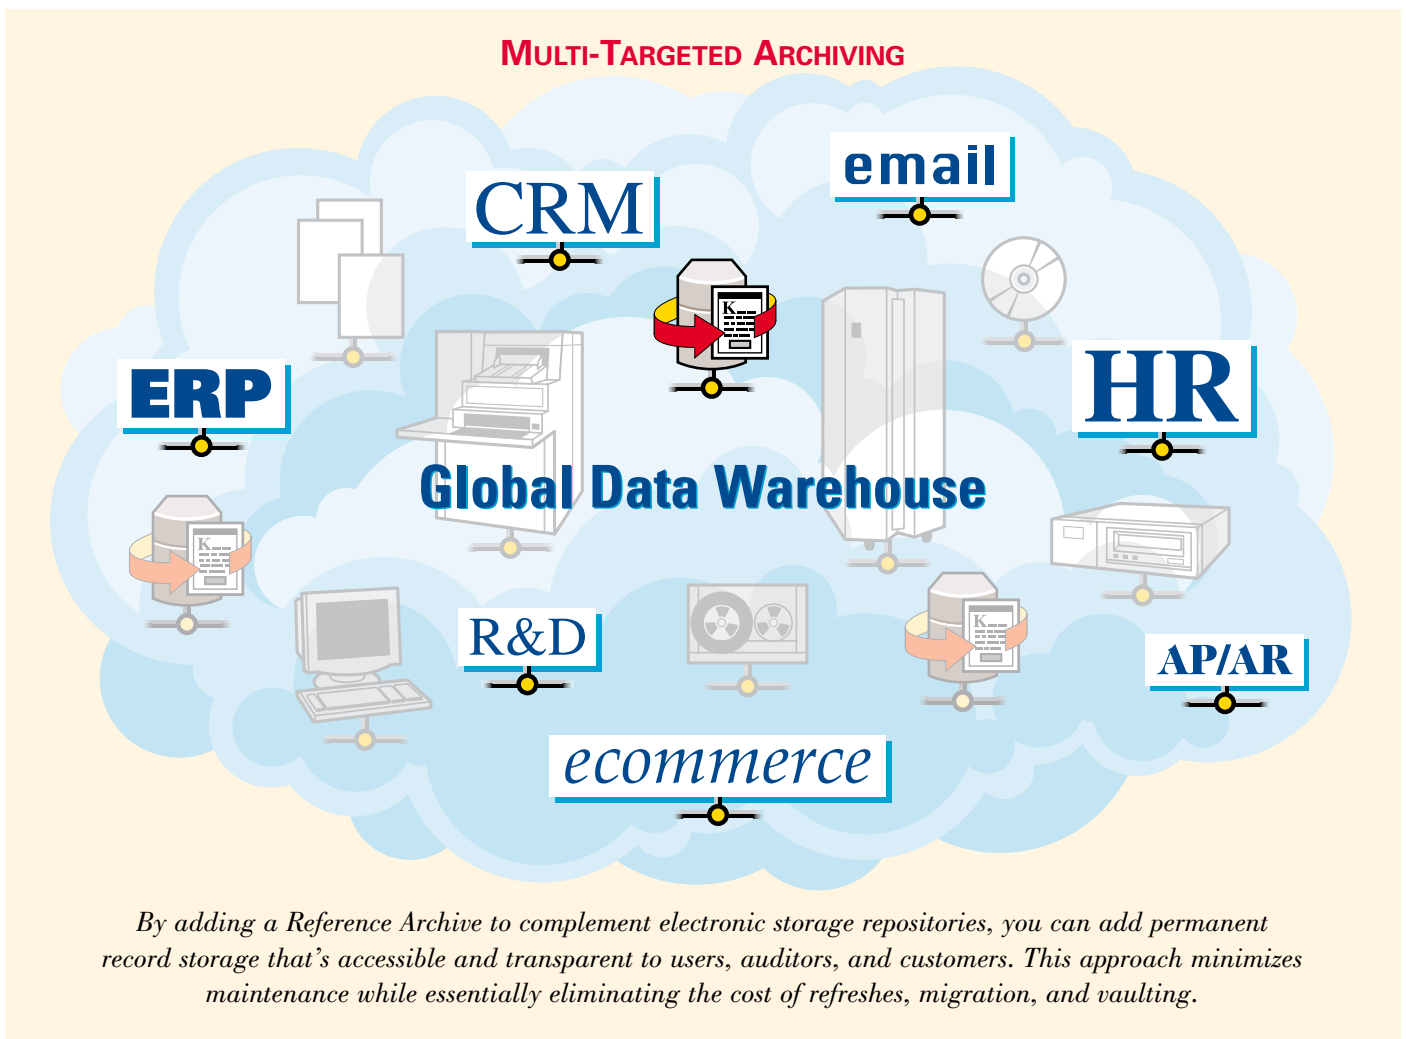 MULTI-TARGETED ARCHIVING
email
CRM
K
HR
ERP
Global Data Warehouse
K
K
R&D
AP/AR
ecommerce
By adding a Reference Archive to complement electronic storage repositories, you can add permanent
record storage that's accessible and transparent to users, auditors, and customers. This approach minimizes
maintenance while essentially eliminating the cost of refreshes, migration, and vaulting.